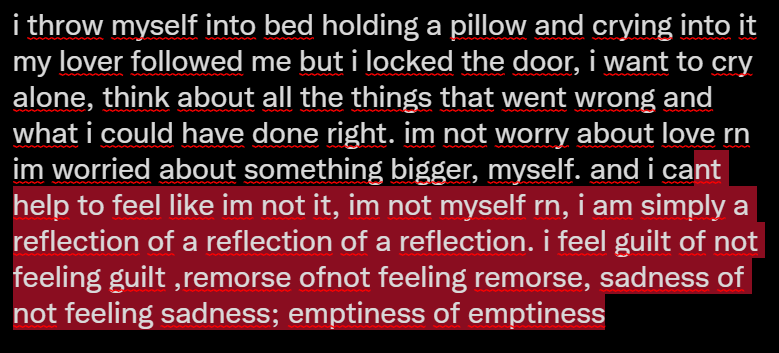 i throw myself into bed holding a pillow and crying into it
my lover followed me but i locked the door, i want to cry
alone, think about all the things that went wrong and
what i could have done right. im not worry about love rn
im worried about something bigger, myself. and i cant
help to feel like im not it, im not myself rn, i am simply a
reflection of a reflection of a reflection. i feel guilt of not
feeling guilt ,remorse ofnot feeling remorse, sadness of
not feeling sadness; emptiness of emptiness